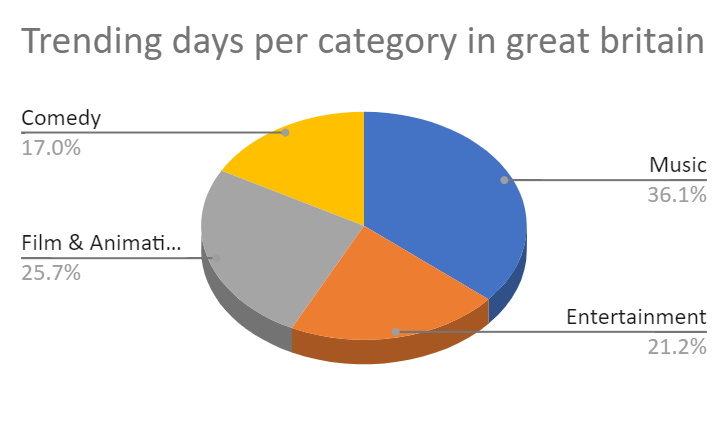 Trending days per category in great britain
Comedy
17.0%
Music
36.1%
Film & Animati...
25.7%
Entertainment
21.2%